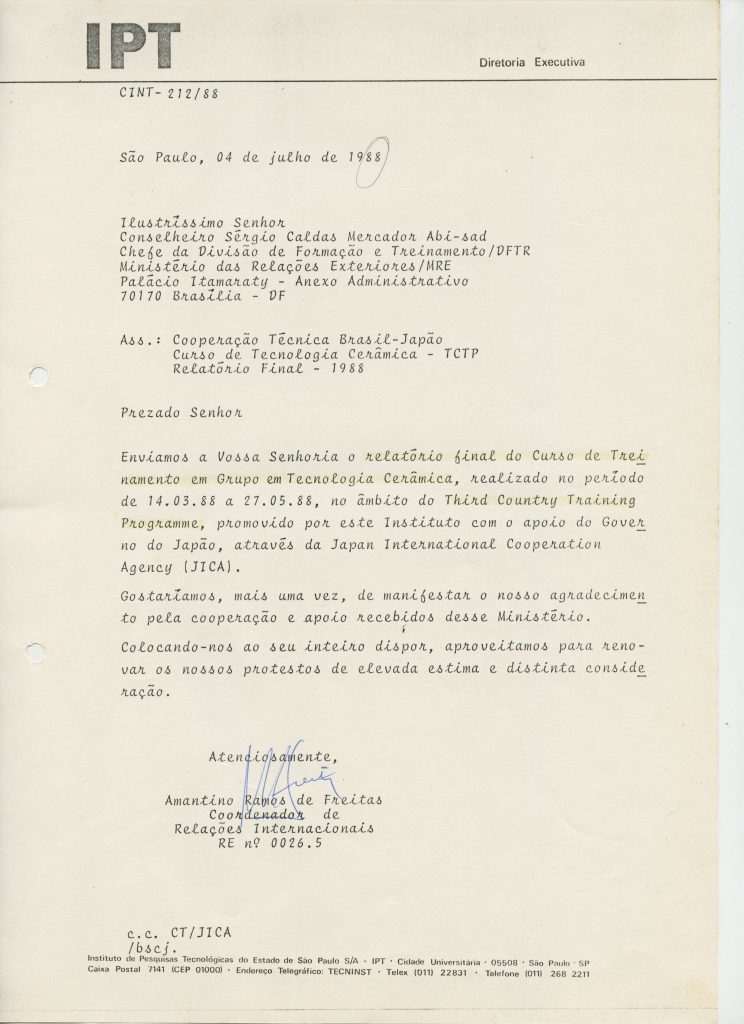 IPT
Diretoria Executiva
CINT- 212/88
São Paulo, 04 de julho de 1988
Ilustríssimo Senhor
Conselheiro Sérgio Caldas Mercador Abi-sad
Chefe da Divisão de Formação e Treinamento/DFTR
Ministério das Relações Exteriores/MRE
Palácio Itamaraty - Anexo Administrativo
70170 Brasília - DF
Ass.: Cooperação Técnica Brasil-Japão
Curso de Tecnologia Cerâmica - TCTP
Relatório Final - 1988
Prezado Senhor
Enviamos a Vossa Senhoria o relatório final do Curso de Trei
namento em Grupo em Tecnologia Cerâmica, realizado no período
de 14.03.88 a 27.05.88, no âmbito do Third Country Training
Programme, promovido por este Instituto com o apoio do Gover
no do Japão, através da Japan International Cooperation
Agency (JICA).
Gostaríamos, mais uma vez, de manifestar o nosso agradecimen
to pela cooperação e apoio recebidos desse Ministério.
Colocando-nos ao seu inteiro dispor, aproveitamos para reno-
var os nossos protestos de elevada estima e distinta conside
ração.
Atenciosamente,
Amantino Ramos de Freitas
Coordenador de
Relações Internacionais
RE nº 0026.5
c.c. CT/JICA
/bscj.
Instituto de Pesquisas Tecnológicas do Estado de São Paulo S/A - IPT · Cidade Universitária · 05508 · São Paulo · SP
Caixa Postal 7141 (CEP 01000) · Endereço Telegráfico: TECNINST · Telex (011) 22831 · Telefone (011) 268 2211